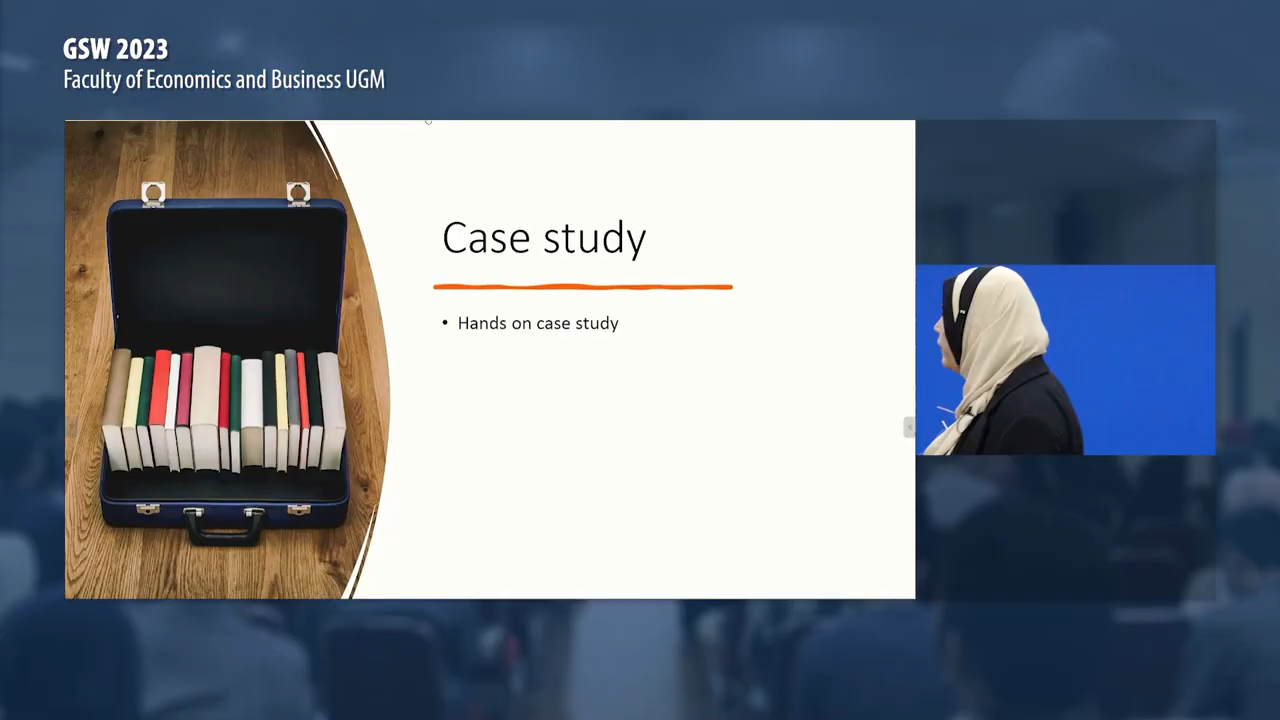 GSW 2023
Faculty of Economics and Business UGM
Case study
• Hands on case study